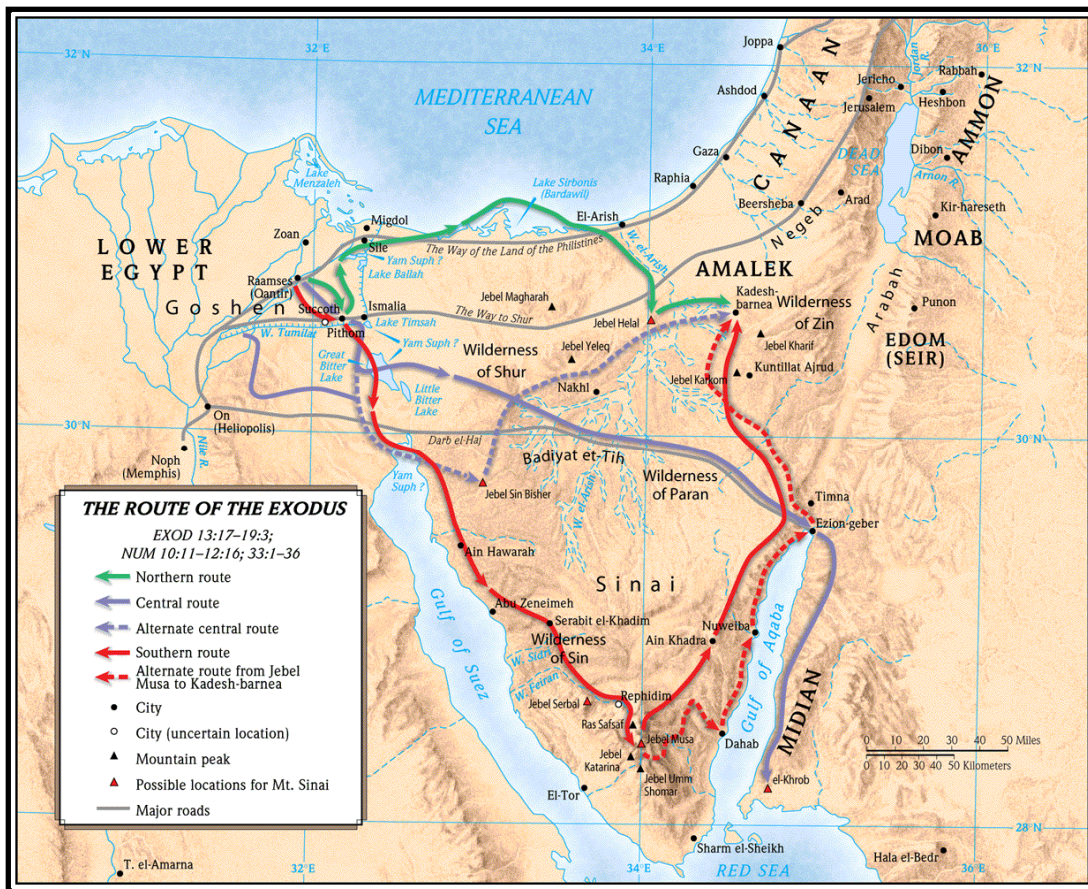 32°N
32°E
34°E
36°E
32°N
Joppa
Jordan R.
Rabbah
Jericho
Ashdod
Jerusalem
Heshbon
AMMON
CANAAN
MEDITERRANEAN
SEA
Gaza
Dibon
DEAD
SEA
Arnon R.
Lake
Menzaleh
Raphia
Lake Sirbonis
(Bardawil)
Beersheba
Arad
Kir-hareseth
Migdol
El-Arish
Negeb
MOAB
Zoan
Sile
The Way of the Land of the Philistines
W. et-Arish
LOWER
EGYPT
Yam Suph ?
Lake Ballah
AMALEK
Arabah
Raamses
(Qantir)
Goshen
Kadesh-
barnea
Wilderness
of Zin
Punon
Succoth
Ismalia
Jebel Magharah
The Way to Shur
Jebel Helal
EDOM
(SEIR)
W. Tumilat
Pithom
Lake Timsah
Yam Suph ?
Wilderness
of Shur
Jebel Yeleq
Jebel Kharif
Great
Bitter
Lake
Kuntillat Ajrud
Jebel Karkom
Nakhl
Little
Bitter
Lake
On
(Heliopolis)
30°N
30°N
Darb el-Haj
Noph
(Memphis)
Nile R.
Badiyat et-Tih
Wilderness
of Paran
Yam
Suph ?
Jebel Sin Bisher
W. et-Arish
Timna
Ezion-geber
THE ROUTE OF THE EXODUS
EXOD 13:17–19:3;
NUM 10:11–12:16; 33:1–36
Northern route
Central route
Alternate central route
Southern route
Alternate route from Jebel
Musa to Kadesh-barnea
City
City (uncertain location)
Mountain peak
Possible locations for Mt. Sinai
Major roads
Ain Hawarah
Sinai
Gulf of Suez
Abu Zeneimeh
Serabit el-Khadim
Wilderness
of Sin
Nuweiba
Ain Khadra
Gulf of Aqaba
W. Sidri
W. Feiran
Rephidim
Jebel Serbal
Ras Safsaf
MIDIAN
Jebel Musa
Dahab
Jebel
Katarina
Jebel Umm
Shomar
0 10 20 30 40 50 Miles
0 10 20 30 40 50 Kilometers
el-Khrob
El-Tor
28°N
Sharm el-Sheikh
RED SEA
Hala el-Bedr
T. el-Amarna
32°E
34°E
36°E